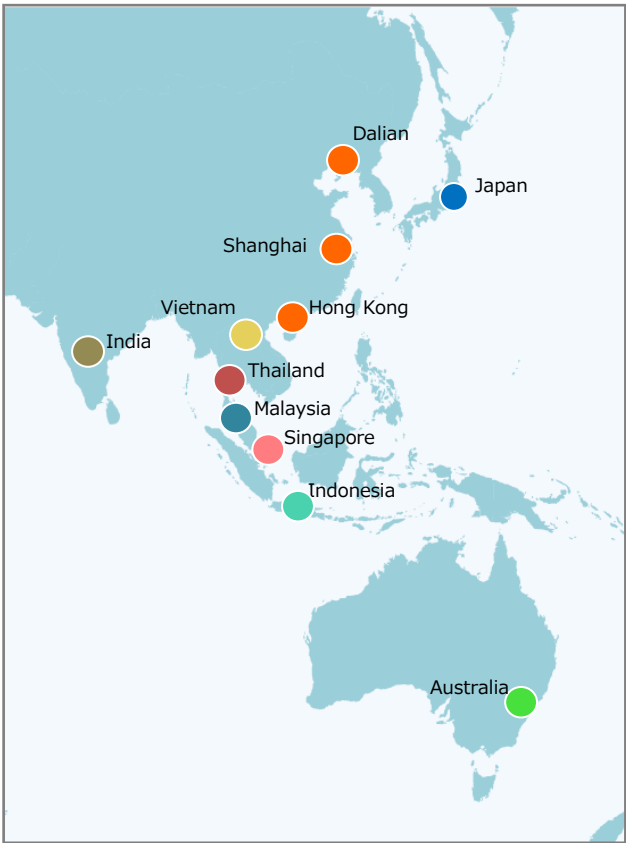 Dalian
Japan
Shanghai
Vietnam
Hong Kong
India
Thailand
Malaysia
Singapore
Indonesia
Australia